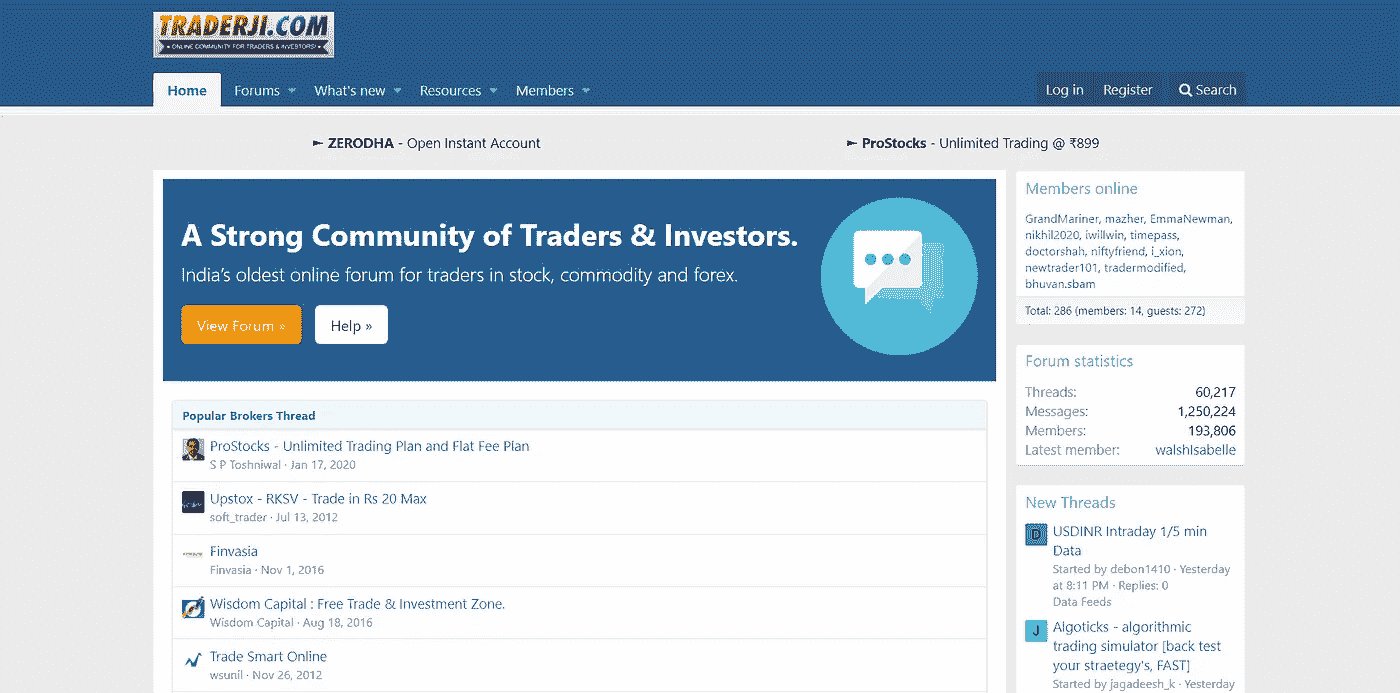 TRADERJI.COM
• ONLINE COMMUNITY FOR TRADERS & INVESTORS! •
Home Forums What's new Resources Members Log in Register Search
► ZERODHA - Open Instant Account
► ProStocks - Unlimited Trading @ ₹899
A Strong Community of Traders & Investors.
India's oldest online forum for traders in stock, commodity and forex.
View Forum » Help »
Popular Brokers Thread
ProStocks - Unlimited Trading Plan and Flat Fee Plan
S P Toshniwal · Jan 17, 2020
Upstox - RKSV - Trade in Rs 20 Max
soft_trader · Jul 13, 2012
Finvasia
Finvasia · Nov 1, 2016
Wisdom Capital : Free Trade & Investment Zone.
Wisdom Capital · Aug 18, 2016
Trade Smart Online
wsunil · Nov 26, 2012
Members online
GrandMariner, mazher, EmmaNewman,
nikhil2020, iwillwin, timepass,
doctorshah, niftyfriend, i_xion,
newtrader101, tradermodified,
bhuvan.sbam
Total: 286 (members: 14, guests: 272)
Forum statistics
Threads: 60,217
Messages: 1,250,224
Members: 193,806
Latest member: walshIsabelle
New Threads
D
USDINR Intraday 1/5 min
Data
Started by debon1410 · Yesterday
at 8:11 PM · Replies: 0
Data Feeds
J
Algoticks - algorithmic
trading simulator [back test
your straetegy's, FAST]
Started by jagadeesh_k · Yesterday